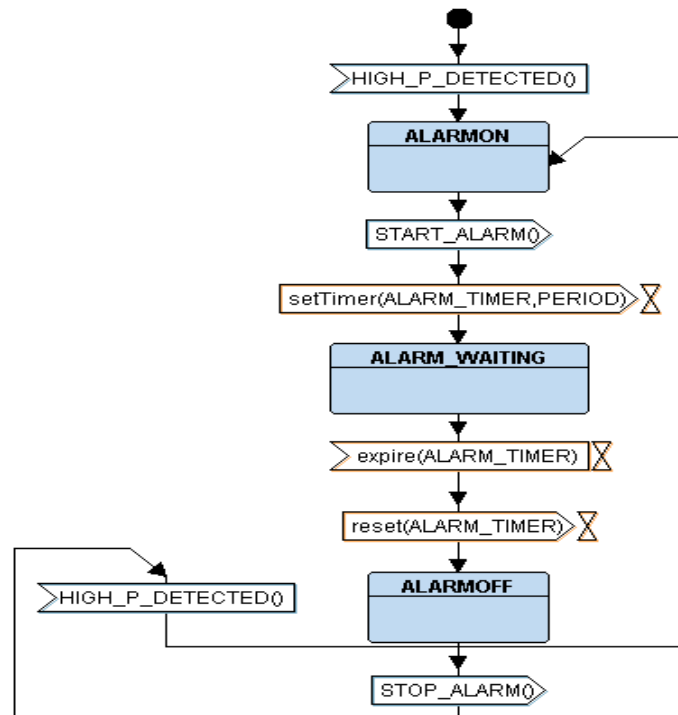 HIGH_P_DETECTED()
ALARMON
START_ALARM()
setTimer(ALARM_TIMER,PERIOD)
ALARM_WAITING
expire(ALARM_TIMER)
reset(ALARM_TIMER)
ALARMOFF
HIGH_P_DETECTED()
STOP_ALARM()